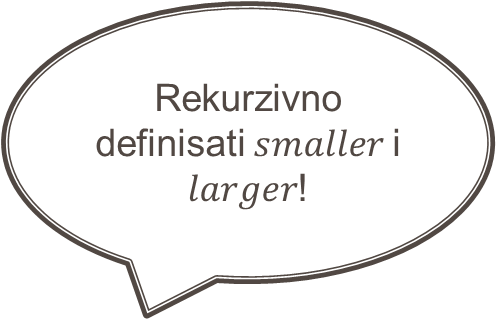 Rekurzivno
definisati smaller i
larger!